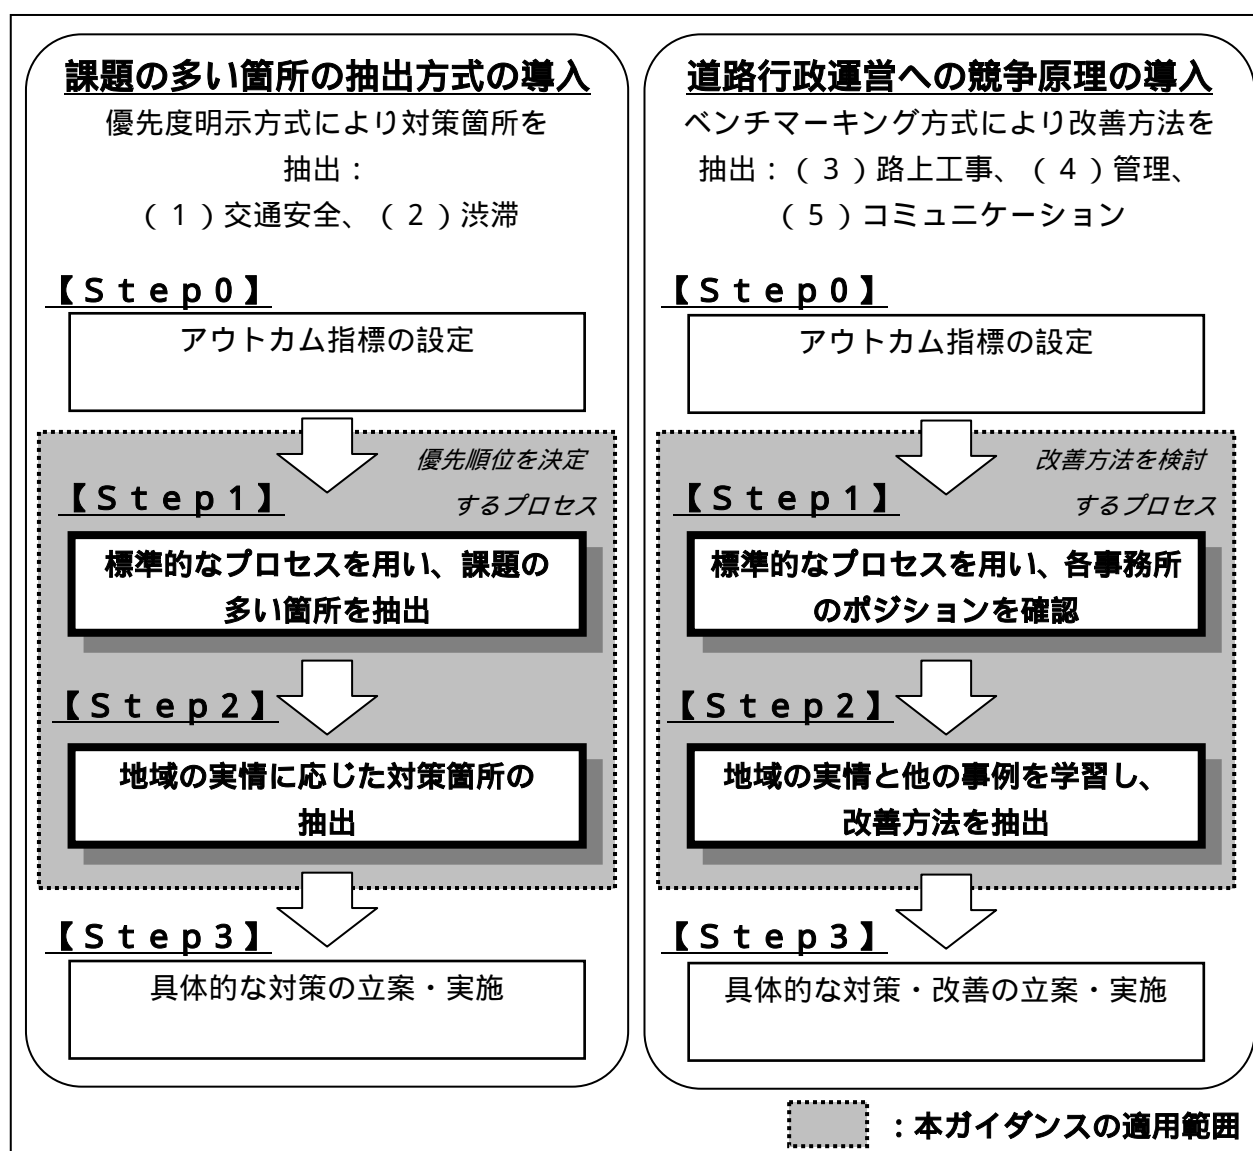 課題の多い箇所の抽出方式の導入
優先度明示方式により対策箇所を
抽出：
（１）交通安全、（２）渋滞
【Ｓｔｅｐ０】
アウトカム指標の設定
優先順位を決定
するプロセス
【Ｓｔｅｐ１】
標準的なプロセスを用い、課題の
多い箇所を抽出
【Ｓｔｅｐ２】
地域の実情に応じた対策箇所の
抽出
【Ｓｔｅｐ３】
具体的な対策の立案・実施
道路行政運営への競争原理の導入
ベンチマーキング方式により改善方法を
抽出：（３）路上工事、（４）管理、
（５）コミュニケーション
【Ｓｔｅｐ０】
アウトカム指標の設定
改善方法を検討
するプロセス
【Ｓｔｅｐ１】
標準的なプロセスを用い、各事務所
のポジションを確認
【Ｓｔｅｐ２】
地域の実情と他の事例を学習し、
改善方法を抽出
【Ｓｔｅｐ３】
具体的な対策・改善の立案・実施
：本ガイダンスの適用範囲